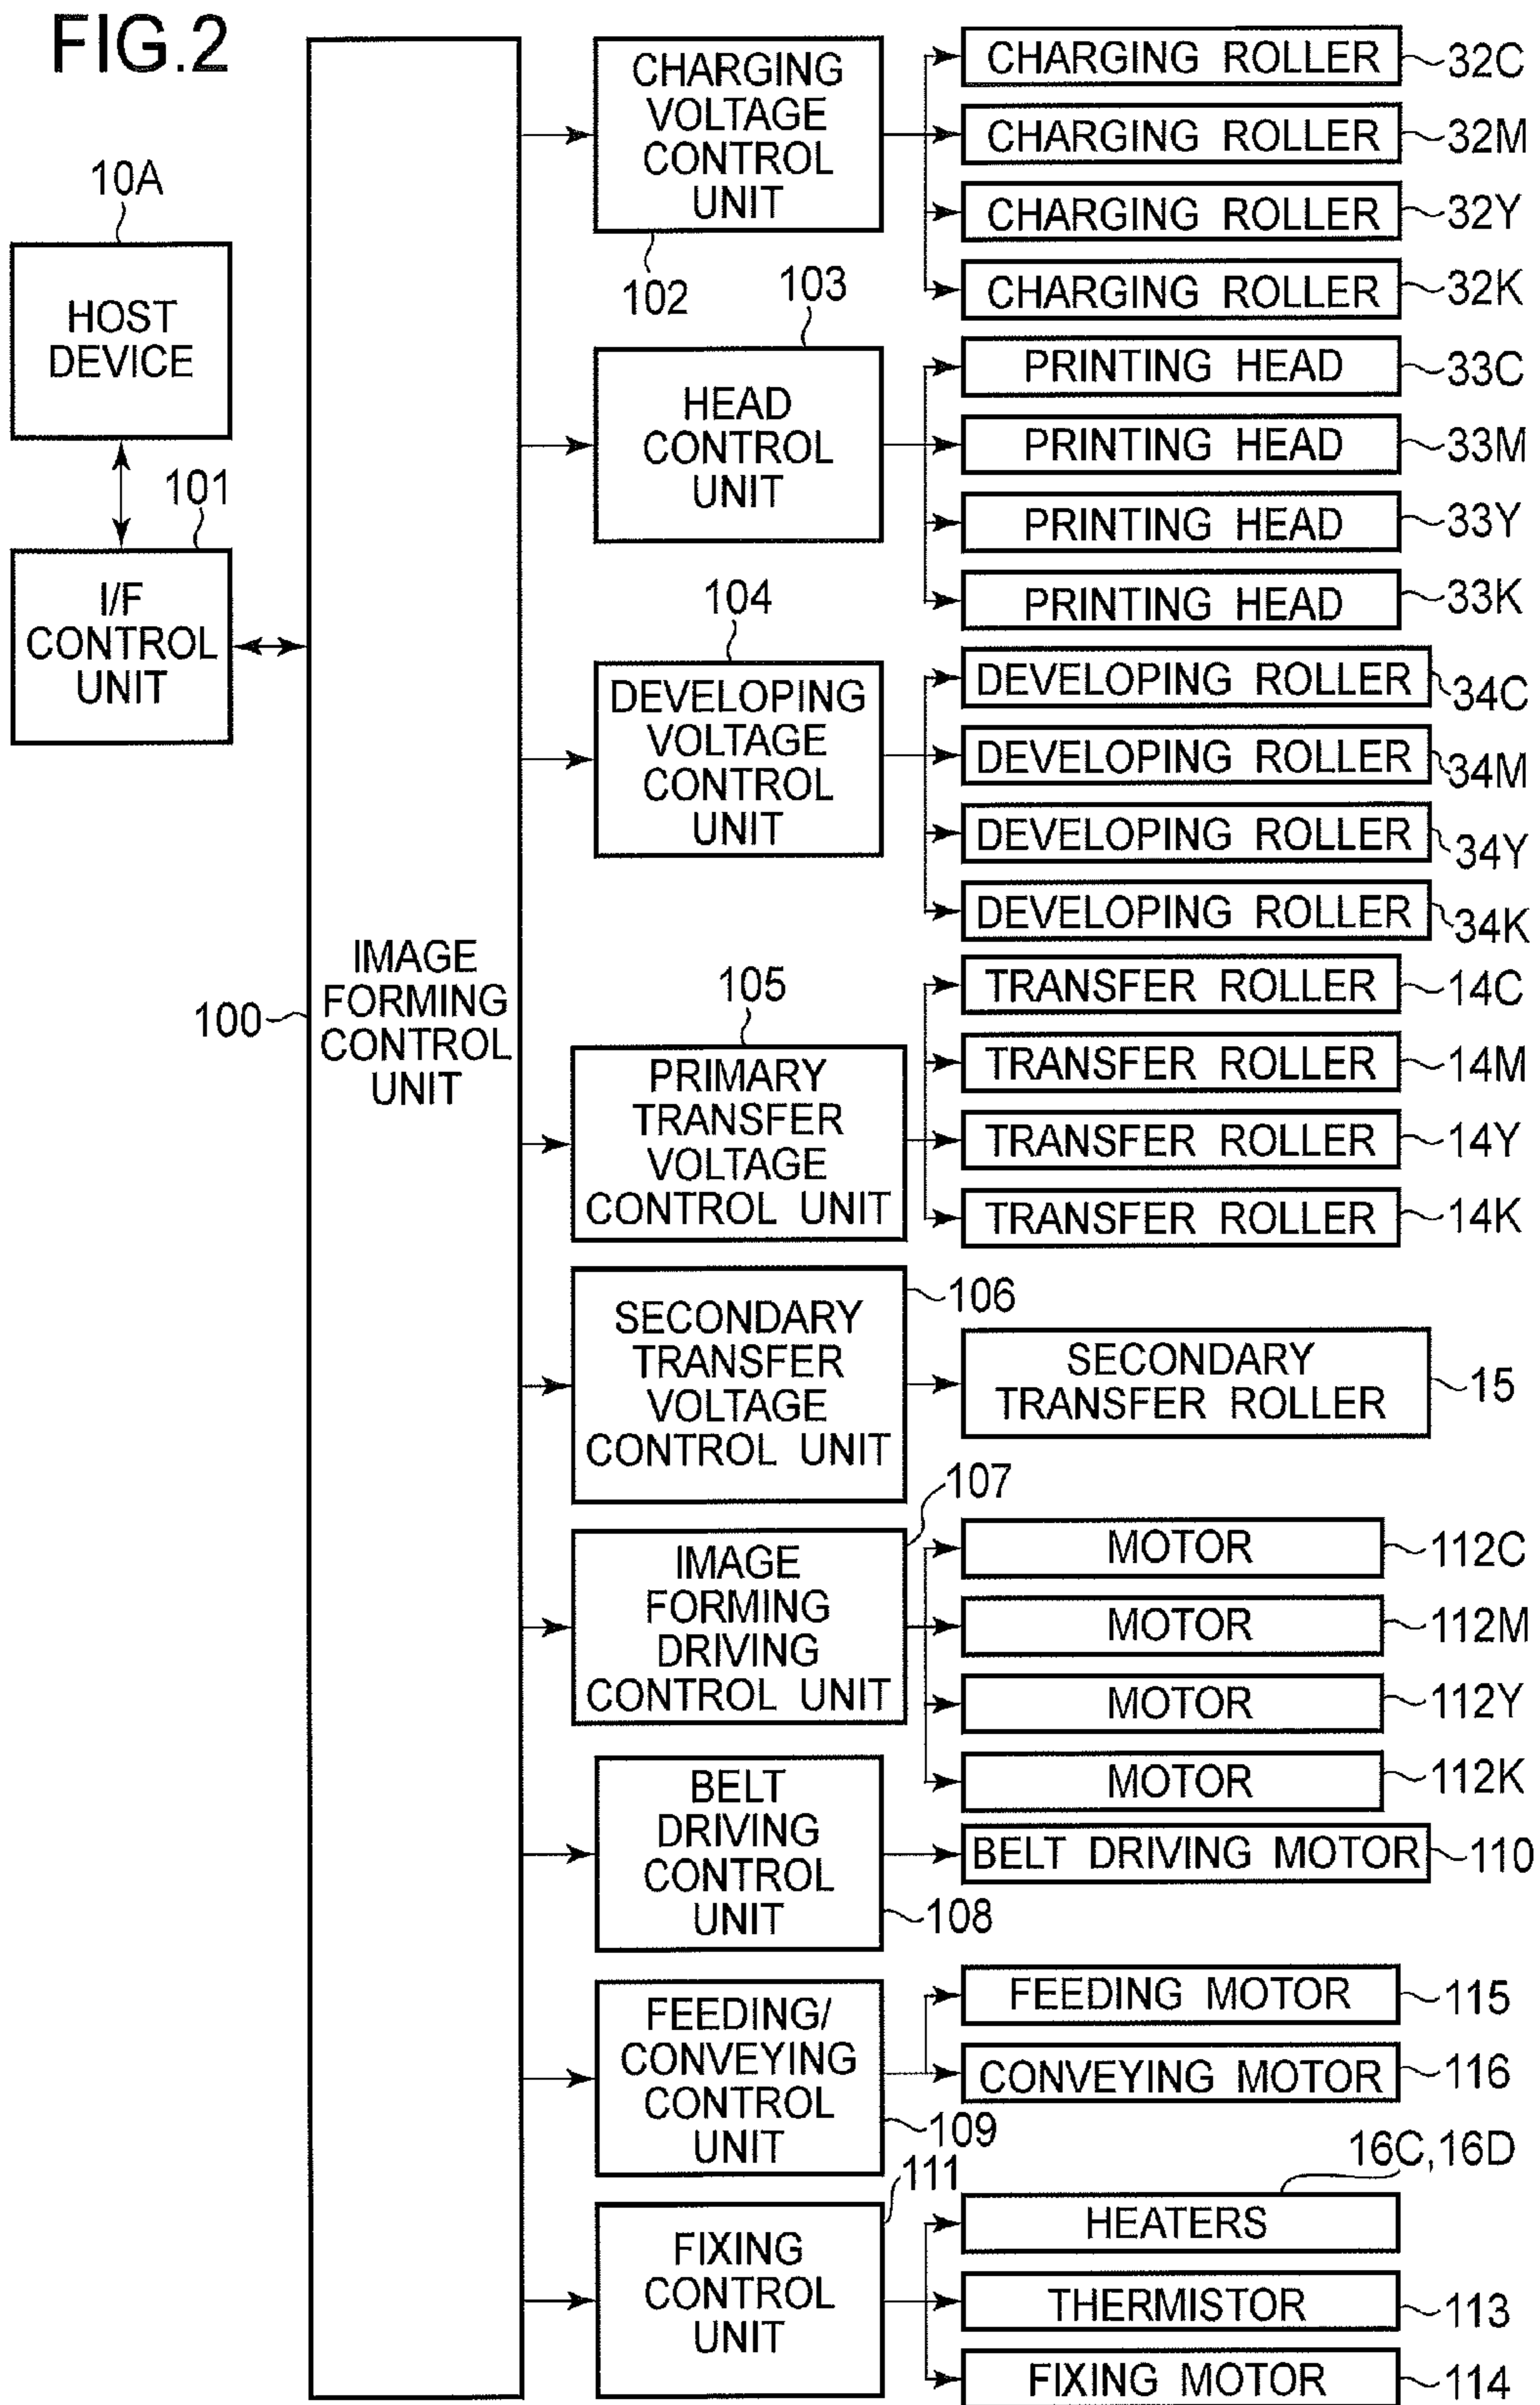 FIG.2
10A
HOST
DEVICE
101
I/F
CONTROL
UNIT
100
IMAGE
FORMING
CONTROL
UNIT
CHARGING
VOLTAGE
CONTROL
UNIT
102
CHARGING ROLLER
32C
CHARGING ROLLER
32M
CHARGING ROLLER
32Y
CHARGING ROLLER
32K
103
HEAD
CONTROL
UNIT
PRINTING HEAD
33C
PRINTING HEAD
33M
PRINTING HEAD
33Y
PRINTING HEAD
33K
104
DEVELOPING
VOLTAGE
CONTROL
UNIT
DEVELOPING ROLLER
34C
DEVELOPING ROLLER
34M
DEVELOPING ROLLER
34Y
DEVELOPING ROLLER
34K
105
PRIMARY
TRANSFER
VOLTAGE
CONTROL UNIT
TRANSFER ROLLER
14C
TRANSFER ROLLER
14M
TRANSFER ROLLER
14Y
TRANSFER ROLLER
14K
106
SECONDARY
TRANSFER
VOLTAGE
CONTROL UNIT
SECONDARY
TRANSFER ROLLER
15
107
IMAGE
FORMING
DRIVING
CONTROL UNIT
MOTOR
112C
MOTOR
112M
MOTOR
112Y
MOTOR
112K
BELT
DRIVING
CONTROL
UNIT
108
BELT DRIVING MOTOR
110
FEEDING/
CONVEYING
CONTROL
UNIT
109
FEEDING MOTOR
115
CONVEYING MOTOR
116
111
FIXING
CONTROL
UNIT
16C,16D
HEATERS
THERMISTOR
113
FIXING MOTOR
114